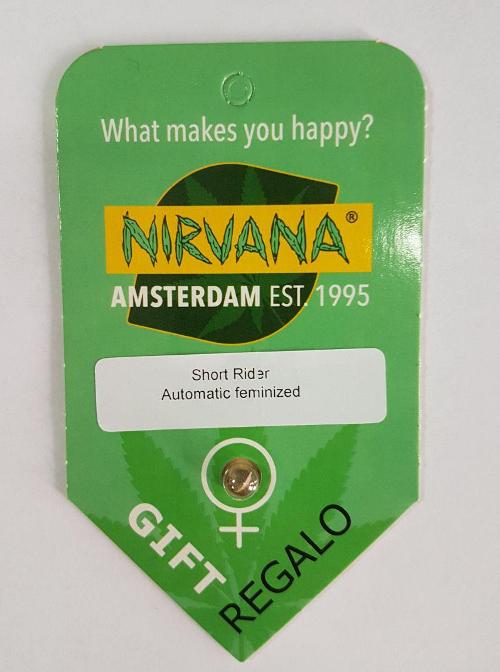 What makes you happy?
NIRVANA®
AMSTERDAM EST. 1995
Short Rider
Automatic feminized
GIFT
REGALO